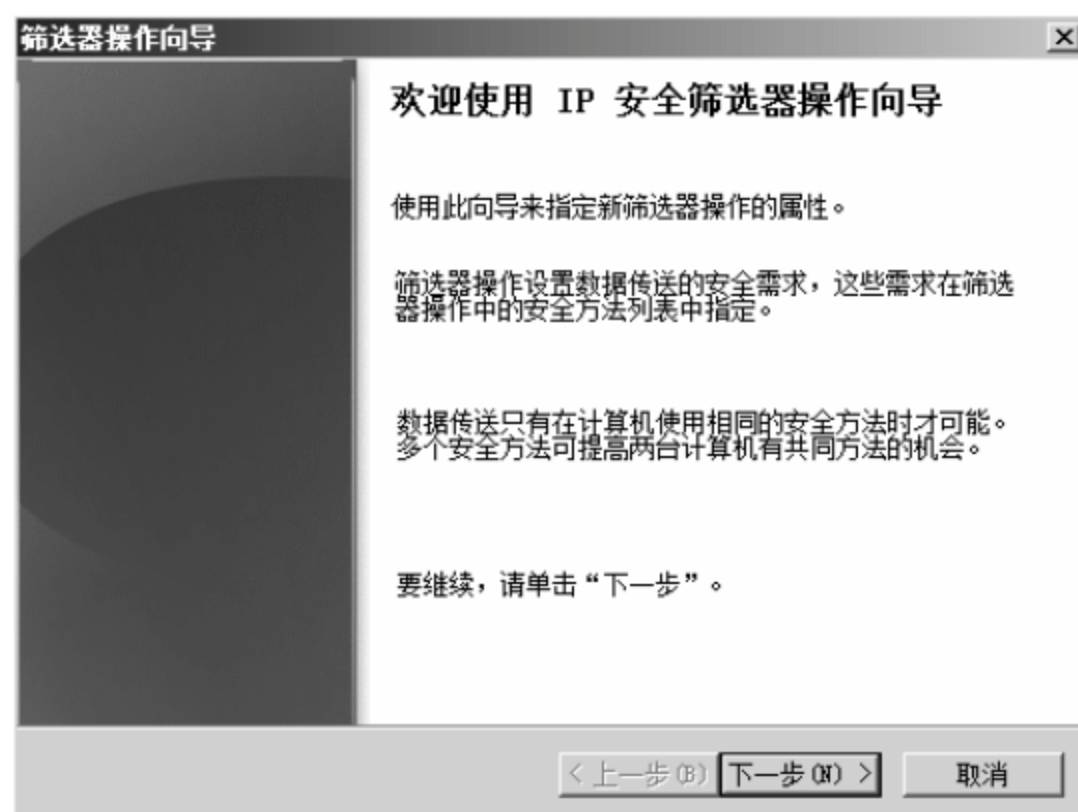 筛选器操作向导
欢迎使用 IP 安全筛选器操作向导
使用此向导来指定新筛选器操作的属性。
筛选器操作设置数据传送的安全需求，这些需求在筛选
器操作中的安全方法列表中指定。
数据传送只有在计算机使用相同的安全方法时才可能。
多个安全方法可提高两台计算机有共同方法的机会。
要继续，请单击“下一步”。
< 上一步(B) 下一步(N) > 取消